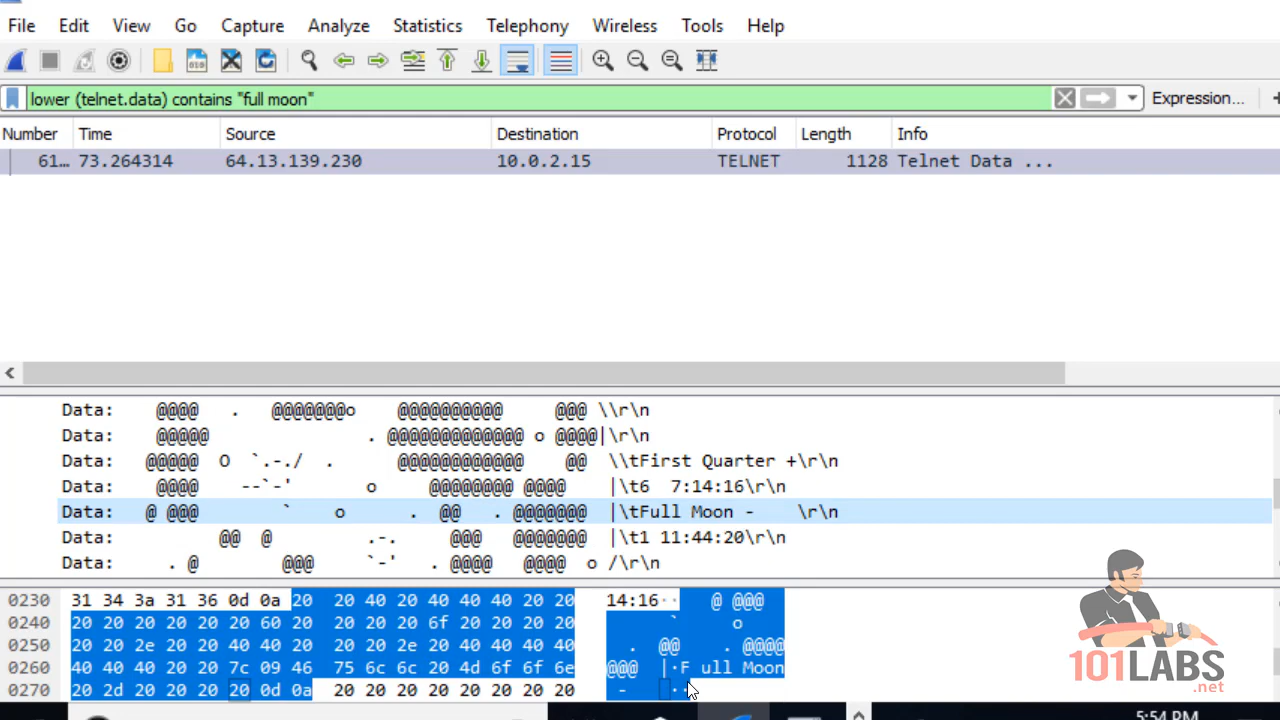 File Edit View Go Capture Analyze Statistics Telephony Wireless Tools Help
lower (telnet.data) contains "full moon" Expression... +
Number Time Source Destination Protocol Length Info
61… 73.264314 64.13.139.230 10.0.2.15 TELNET 1128 Telnet Data ...
Data:    @@@@   .   @@@@@@@o    @@@@@@@@@@     @@@ \\r\n
Data:    @@@@@               . @@@@@@@@@@@@@ o @@@@|\r\n
Data:   @@@@@  O  `.-./  .      @@@@@@@@@@@@    @@  \\tFirst Quarter +\r\n
Data:    @@@@    --`-'       o     @@@@@@@@ @@@@    |\t6  7:14:16\r\n
Data:   @ @@@        `    o      .  @@   . @@@@@@@  |\tFull Moon -    \r\n
Data:          @@  @         .-.     @@@   @@@@@@@  |\t1 11:44:20\r\n
Data:     . @        @@@      `-'   . @@@@   @@@@  o /\r\n
0230 31 34 3a 31 36 0d 0a 20 20 40 20 40 40 40 20 20 14:16··   @ @@@
0240 20 20 20 20 20 20 60 20 20 20 20 6f 20 20 20 20       `    o
0250 20 20 2e 20 20 40 40 20 20 20 2e 20 40 40 40 40   .  @@   . @@@@
0260 40 40 40 20 20 7c 09 46 75 6c 6c 20 4d 6f 6f 6e @@@  |·F ull Moon
0270 20 2d 20 20 20 20 0d 0a 20 20 20 20 20 20 20 20  -    ··
101LABS
.net
5:54 PM